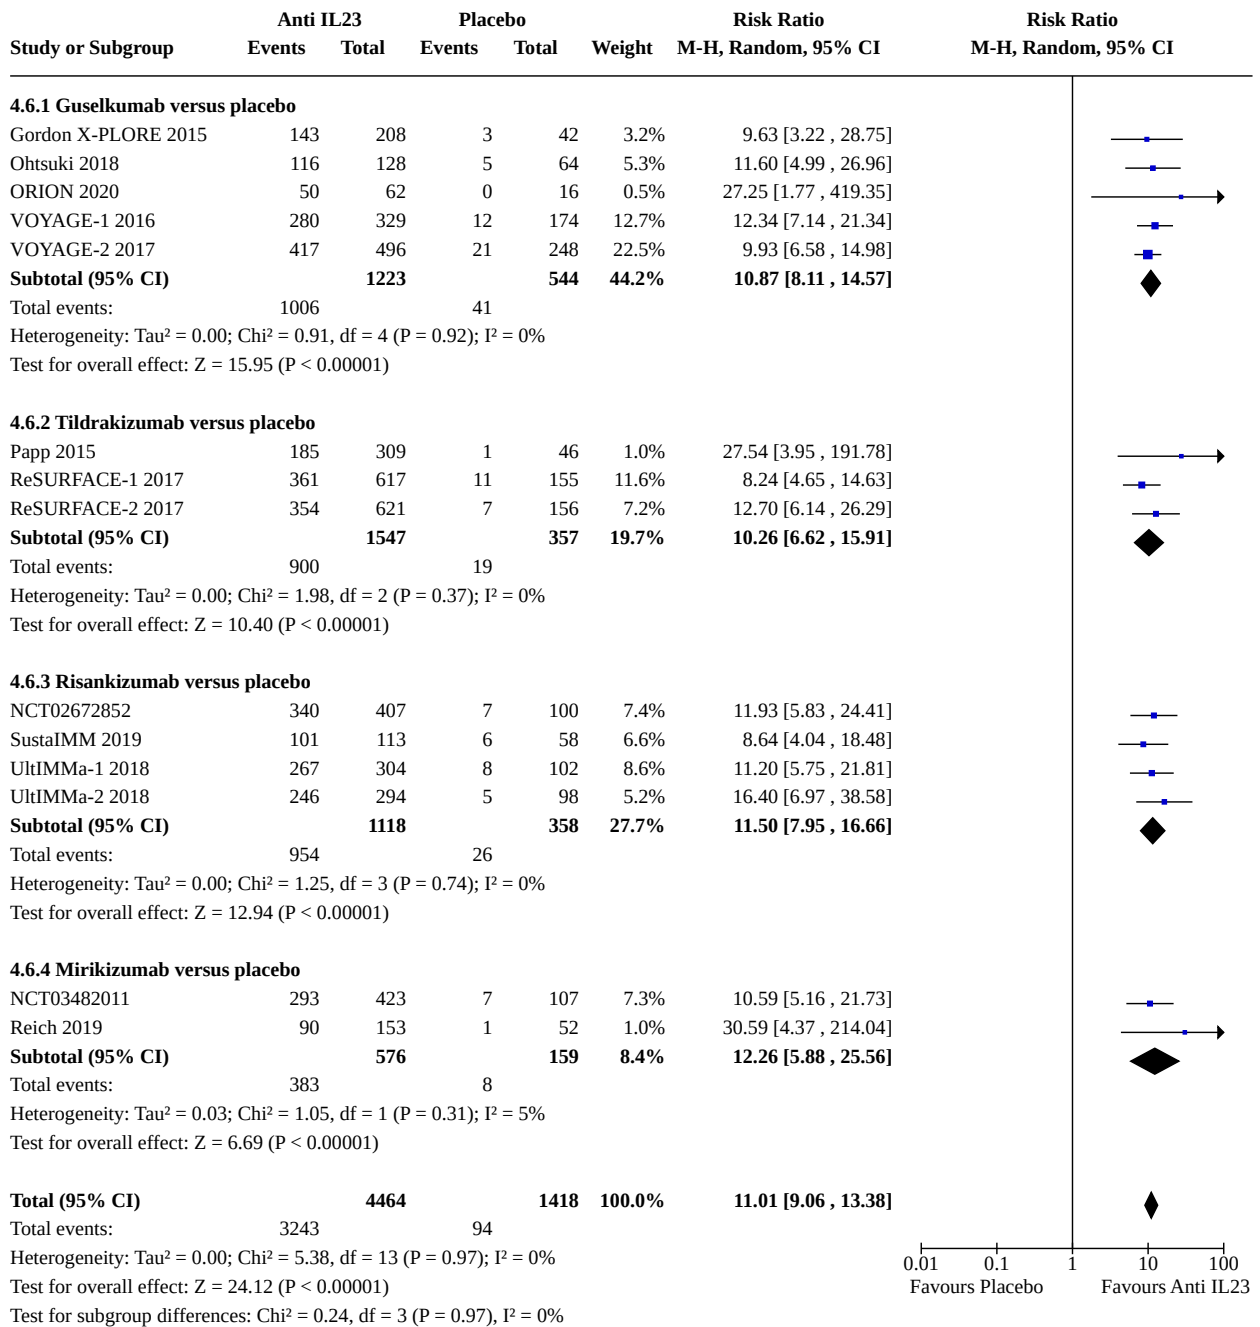 Anti IL23 Placebo Risk Ratio Risk Ratio
Study or Subgroup Events Total Events Total Weight M-H, Random, 95% CI M-H, Random, 95% CI
4.6.1 Guselkumab versus placebo
Gordon X-PLORE 2015 143 208 3 42 3.2% 9.63 [3.22 , 28.75]
Ohtsuki 2018 116 128 5 64 5.3% 11.60 [4.99 , 26.96]
ORION 2020 50 62 0 16 0.5% 27.25 [1.77 , 419.35]
VOYAGE-1 2016 280 329 12 174 12.7% 12.34 [7.14 , 21.34]
VOYAGE-2 2017 417 496 21 248 22.5% 9.93 [6.58 , 14.98]
Subtotal (95% CI) 1223 544 44.2% 10.87 [8.11 , 14.57]
Total events: 1006 41
Heterogeneity: Tau² = 0.00; Chi² = 0.91, df = 4 (P = 0.92); I² = 0%
Test for overall effect: Z = 15.95 (P < 0.00001)
4.6.2 Tildrakizumab versus placebo
Papp 2015 185 309 1 46 1.0% 27.54 [3.95 , 191.78]
ReSURFACE-1 2017 361 617 11 155 11.6% 8.24 [4.65 , 14.63]
ReSURFACE-2 2017 354 621 7 156 7.2% 12.70 [6.14 , 26.29]
Subtotal (95% CI) 1547 357 19.7% 10.26 [6.62 , 15.91]
Total events: 900 19
Heterogeneity: Tau² = 0.00; Chi² = 1.98, df = 2 (P = 0.37); I² = 0%
Test for overall effect: Z = 10.40 (P < 0.00001)
4.6.3 Risankizumab versus placebo
NCT02672852 340 407 7 100 7.4% 11.93 [5.83 , 24.41]
SustaIMM 2019 101 113 6 58 6.6% 8.64 [4.04 , 18.48]
UltIMMa-1 2018 267 304 8 102 8.6% 11.20 [5.75 , 21.81]
UltIMMa-2 2018 246 294 5 98 5.2% 16.40 [6.97 , 38.58]
Subtotal (95% CI) 1118 358 27.7% 11.50 [7.95 , 16.66]
Total events: 954 26
Heterogeneity: Tau² = 0.00; Chi² = 1.25, df = 3 (P = 0.74); I² = 0%
Test for overall effect: Z = 12.94 (P < 0.00001)
4.6.4 Mirikizumab versus placebo
NCT03482011 293 423 7 107 7.3% 10.59 [5.16 , 21.73]
Reich 2019 90 153 1 52 1.0% 30.59 [4.37 , 214.04]
Subtotal (95% CI) 576 159 8.4% 12.26 [5.88 , 25.56]
Total events: 383 8
Heterogeneity: Tau² = 0.03; Chi² = 1.05, df = 1 (P = 0.31); I² = 5%
Test for overall effect: Z = 6.69 (P < 0.00001)
Total (95% CI) 4464 1418 100.0% 11.01 [9.06 , 13.38]
Total events: 3243 94
Heterogeneity: Tau² = 0.00; Chi² = 5.38, df = 13 (P = 0.97); I² = 0%
0.01 0.1 1 10 100
Test for overall effect: Z = 24.12 (P < 0.00001) Favours Placebo Favours Anti IL23
Test for subgroup differences: Chi² = 0.24, df = 3 (P = 0.97), I² = 0%